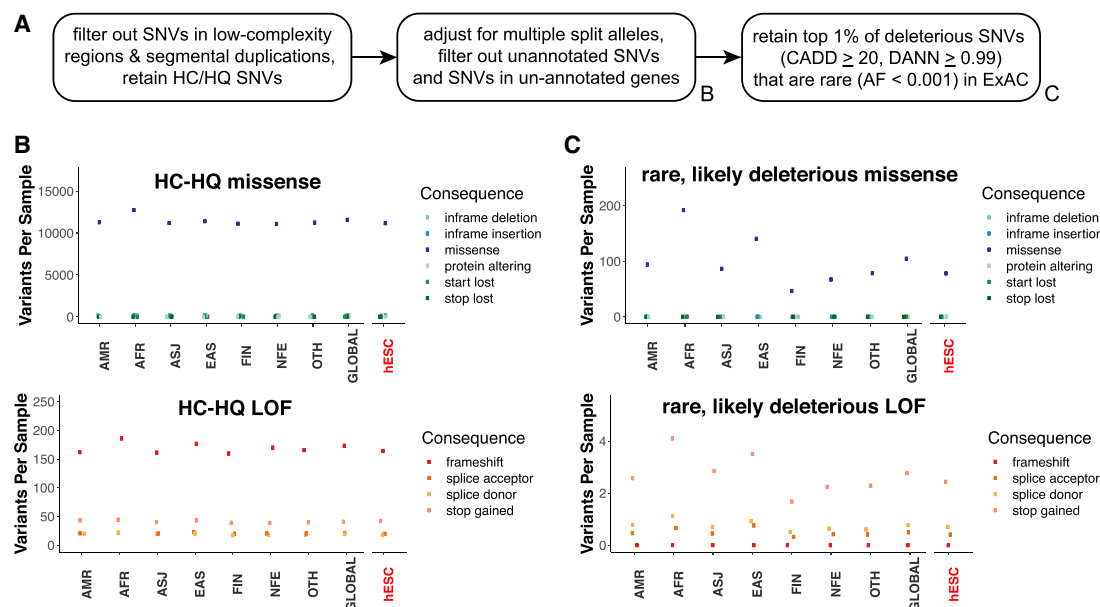 A
filter out SNVs in low-complexity
regions & segmental duplications,
retain HC/HQ SNVs
adjust for multiple split alleles,
filter out unannotated SNVs
and SNVs in un-annotated genes
B
retain top 1% of deleterious SNVs
(CADD ≥ 20, DANN ≥ 0.99)
that are rare (AF < 0.001) in ExAC
C
B
HC-HQ missense
Variants Per Sample
15000
10000
5000
0
AMR
AFR
ASJ
EAS
FIN
NFE
OTH
GLOBAL
hESC
Consequence
inframe deletion
inframe insertion
missense
protein altering
start lost
stop lost
HC-HQ LOF
Variants Per Sample
250
200
150
100
50
0
AMR
AFR
ASJ
EAS
FIN
NFE
OTH
GLOBAL
hESC
Consequence
frameshift
splice acceptor
splice donor
stop gained
C
rare, likely deleterious missense
Variants Per Sample
200
100
0
AMR
AFR
ASJ
EAS
FIN
NFE
OTH
GLOBAL
hESC
Consequence
inframe deletion
inframe insertion
missense
protein altering
start lost
stop lost
rare, likely deleterious LOF
Variants Per Sample
4
2
0
AMR
AFR
ASJ
EAS
FIN
NFE
OTH
GLOBAL
hESC
Consequence
frameshift
splice acceptor
splice donor
stop gained